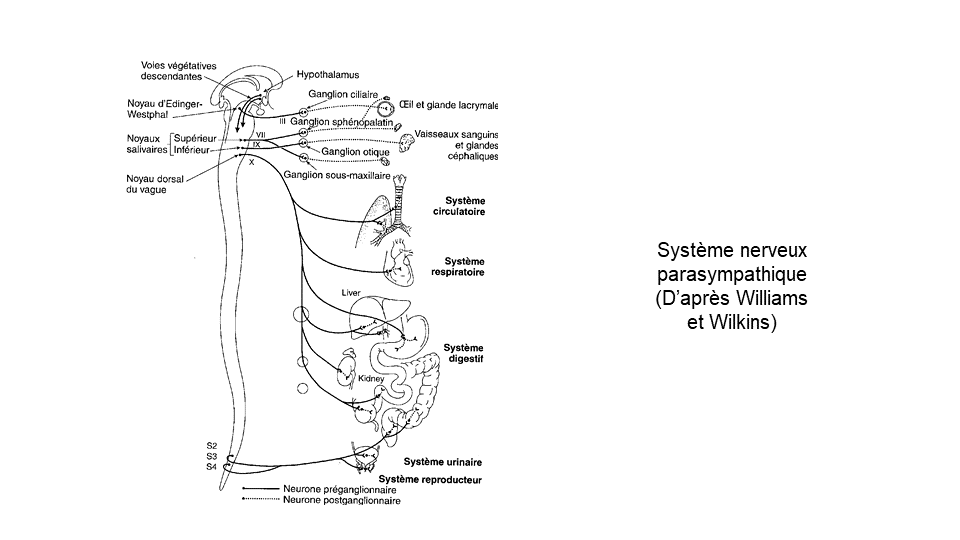 Voies végétatives
descendantes
Hypothalamus
Ganglion ciliaire
Noyau d'Edinger-
Westphal
Œil et glande lacrymale
III
Ganglion sphénopalatin
VII
Noyaux
salivaires
Supérieur
Inférieur
IX
Vaisseaux sanguins
et glandes
céphaliques
Ganglion otique
X
Ganglion sous-maxillaire
Noyau dorsal
du vague
Système
circulatoire
Système
respiratoire
Liver
Système
digestif
Kidney
S2
S3
S4
Système urinaire
Système reproducteur
Neurone préganglionnaire
Neurone postganglionnaire
Système nerveux
parasympathique
(D'après Williams
et Wilkins)